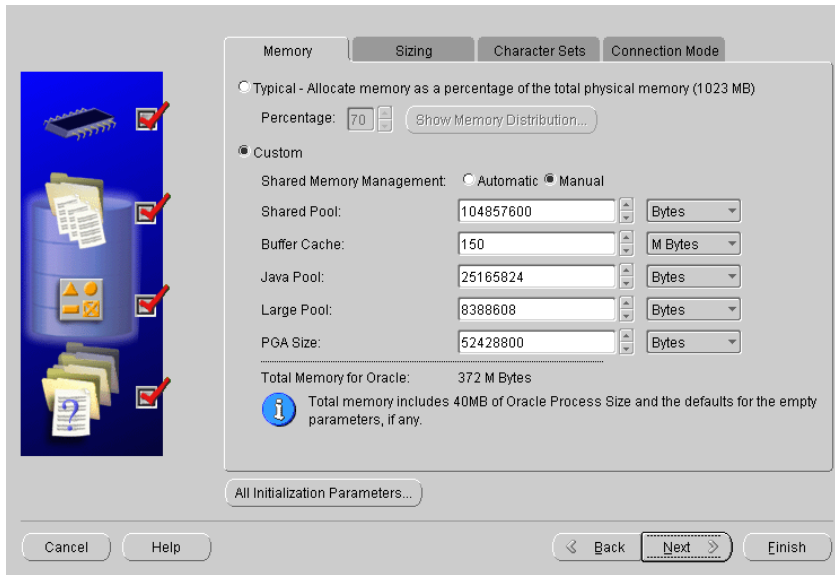 Memory
Sizing
Character Sets
Connection Mode
Typical - Allocate memory as a percentage of the total physical memory (1023 MB)
Percentage: 70 Show Memory Distribution...
Custom
Shared Memory Management: Automatic Manual
Shared Pool: 104857600 Bytes
Buffer Cache: 150 M Bytes
Java Pool: 25165824 Bytes
Large Pool: 8388608 Bytes
PGA Size: 52428800 Bytes
Total Memory for Oracle: 372 M Bytes
Total memory includes 40MB of Oracle Process Size and the defaults for the empty
parameters, if any.
All Initialization Parameters...
Cancel
Help
Back
Next
Finish